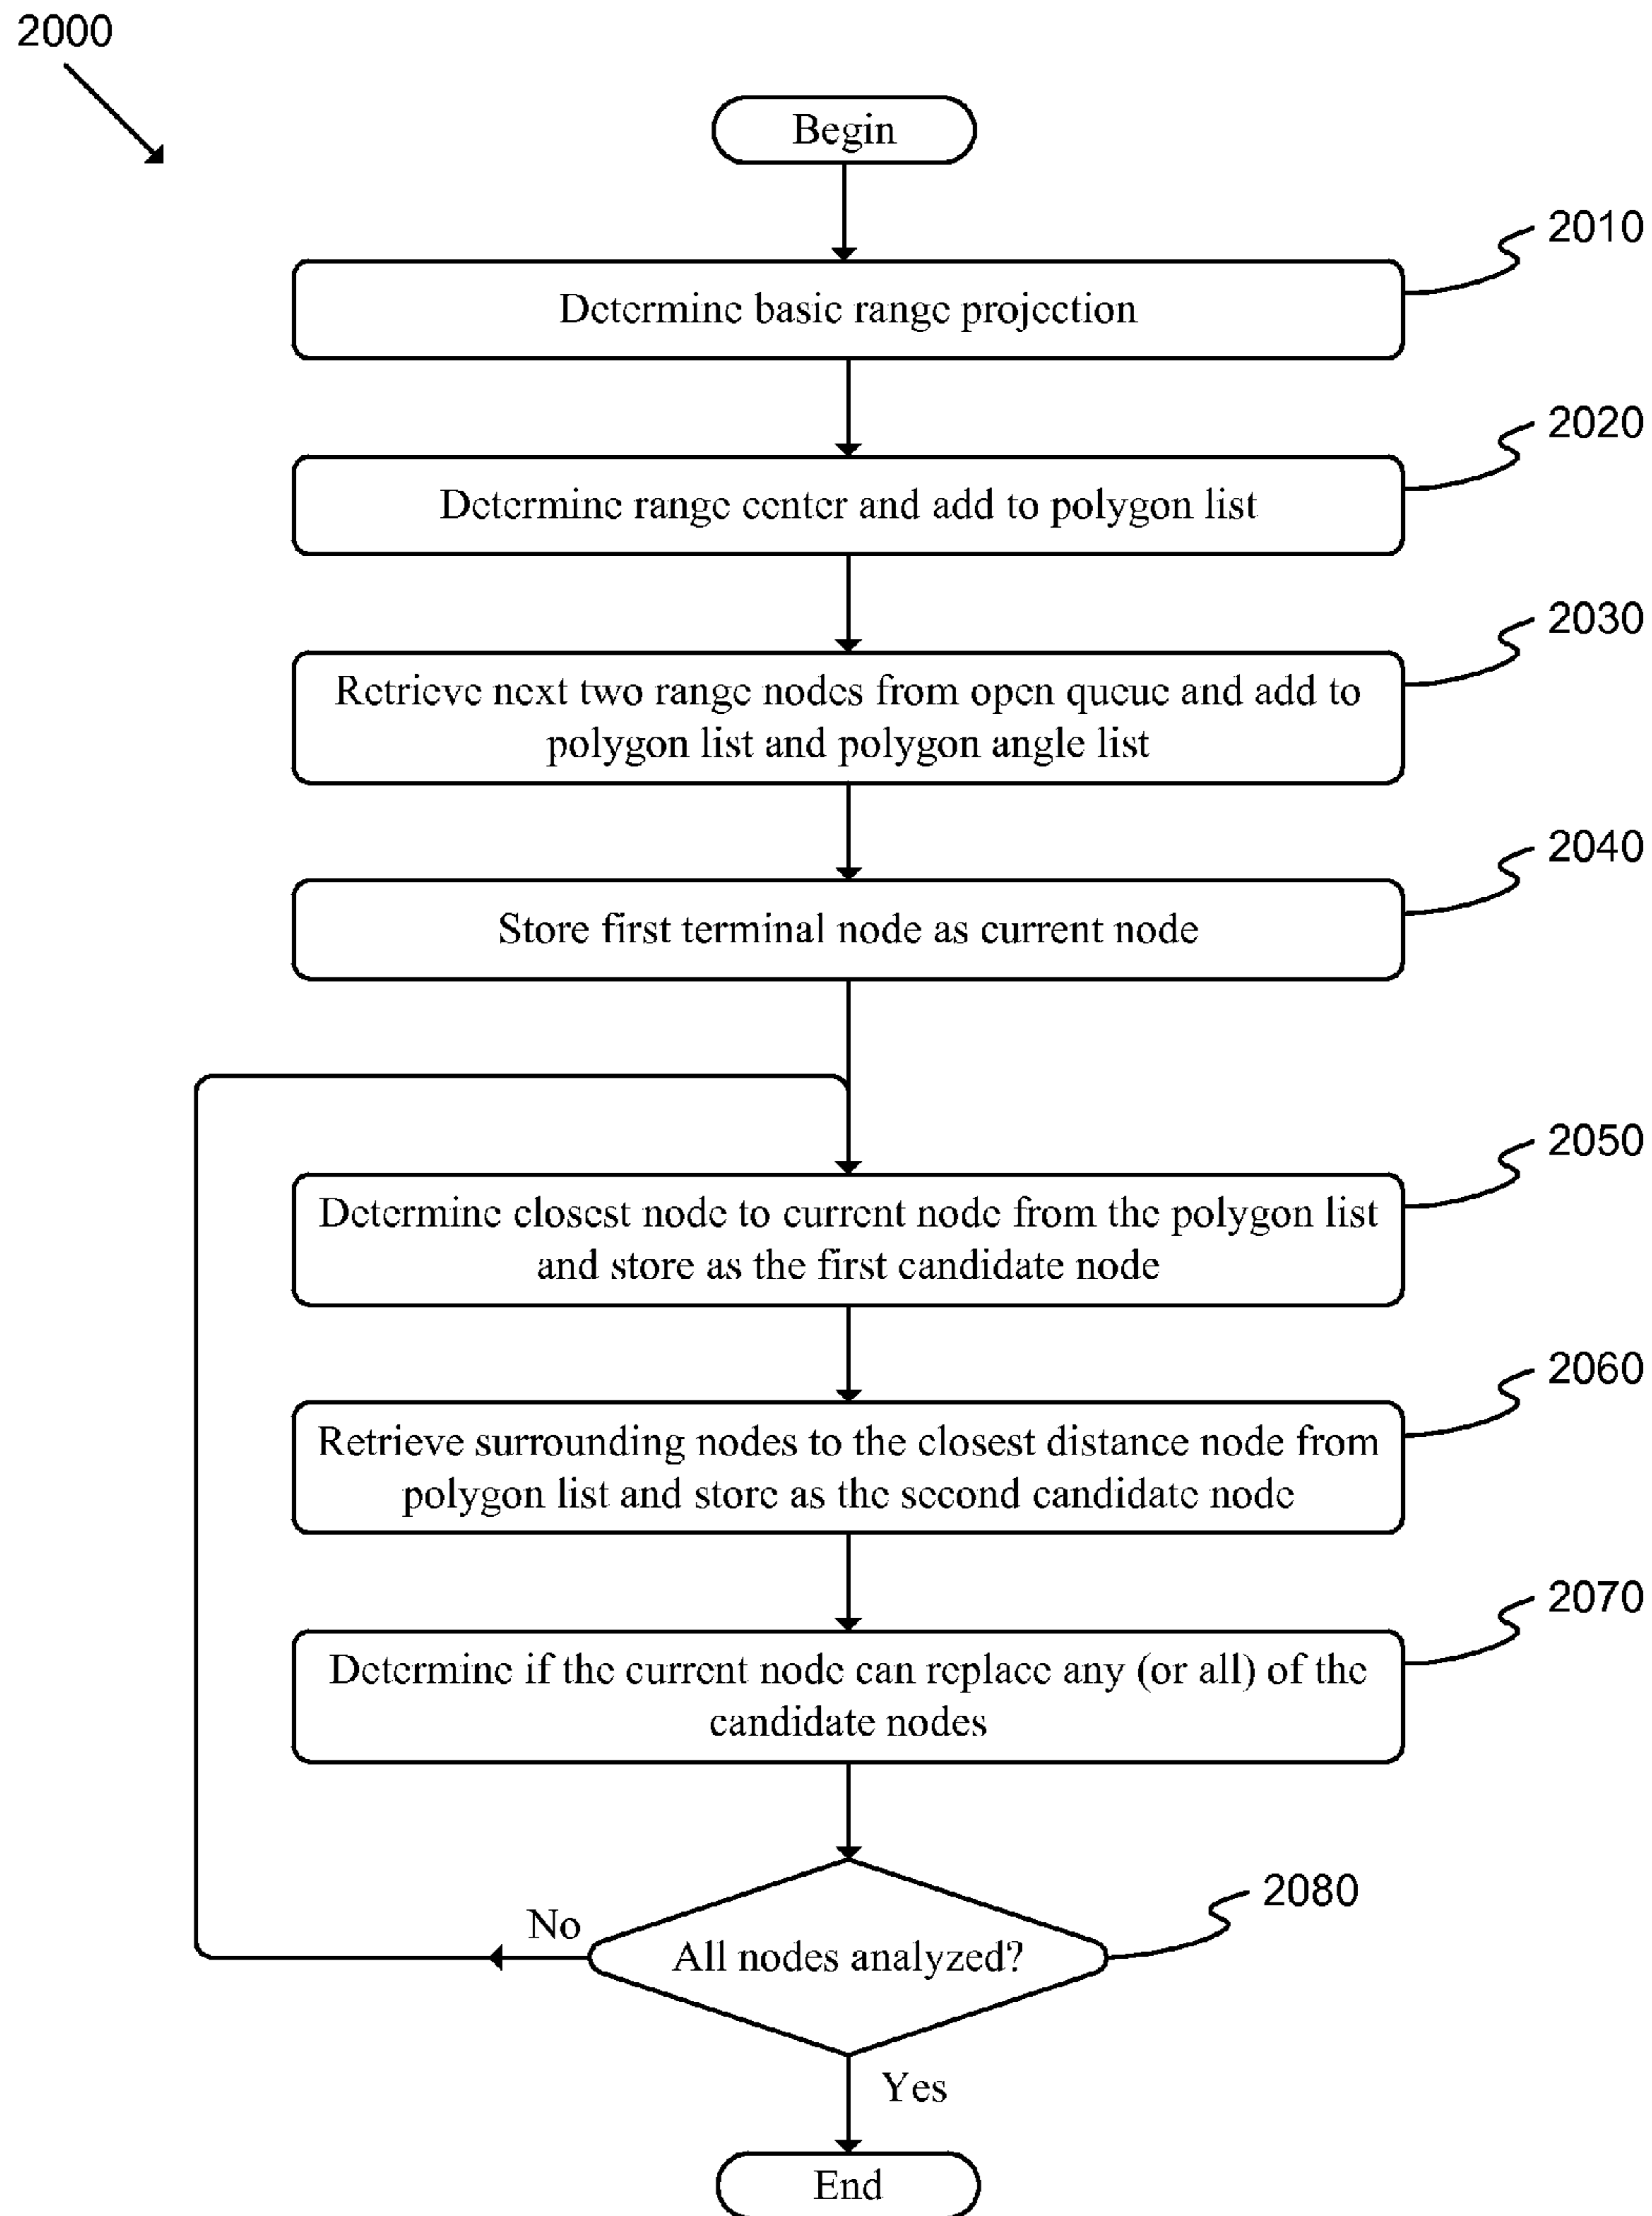 2000
Begin
2010
Determine basic range projection
2020
Determine range center and add to polygon list
2030
Retrieve next two range nodes from open queue and add to
polygon list and polygon angle list
2040
Store first terminal node as current node
2050
Determine closest node to current node from the polygon list
and store as the first candidate node
2060
Retrieve surrounding nodes to the closest distance node from
polygon list and store as the second candidate node
2070
Determine if the current node can replace any (or all) of the
candidate nodes
2080
No
All nodes analyzed?
Yes
End